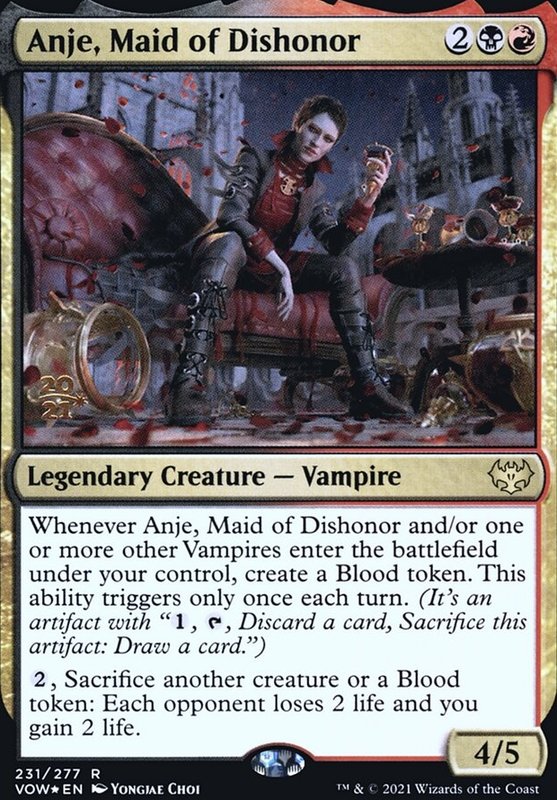 Anje, Maid of Dishonor 2
20
21
Legendary Creature — Vampire
Whenever Anje, Maid of Dishonor and/or one
or more other Vampires enter the battlefield
under your control, create a Blood token. This
ability triggers only once each turn. (It's an
artifact with “1, , Discard a card, Sacrifice this
artifact: Draw a card.”)
2, Sacrifice another creature or a Blood
token: Each opponent loses 2 life and you
gain 2 life.
4/5
231/277 R
VOW★EN Yongjae Choi
™ & © 2021 Wizards of the Coast